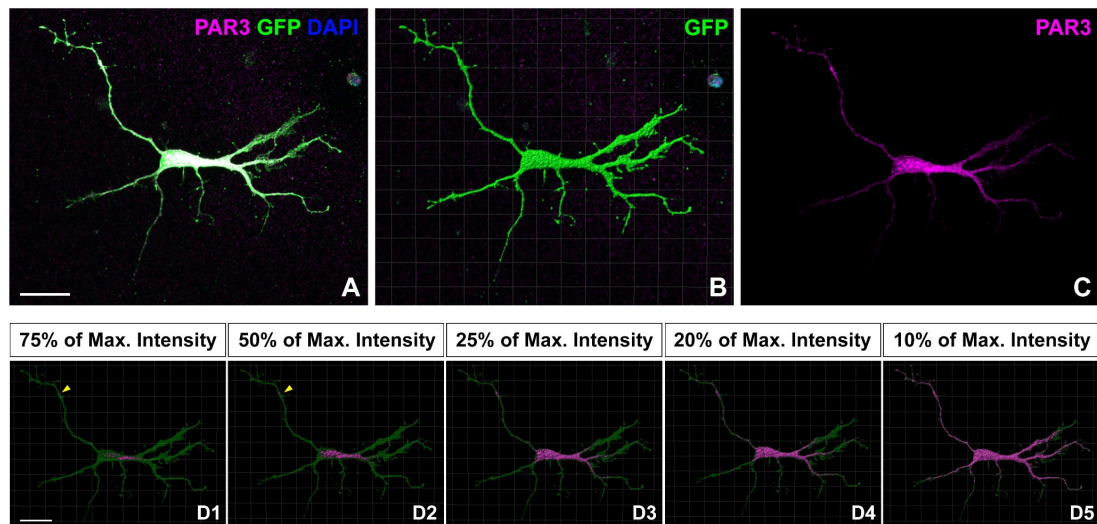 PAR3 GFP DAPI
A
GFP
B
PAR3
C
75% of Max. Intensity
50% of Max. Intensity
25% of Max. Intensity
20% of Max. Intensity
10% of Max. Intensity
D1
D2
D3
D4
D5